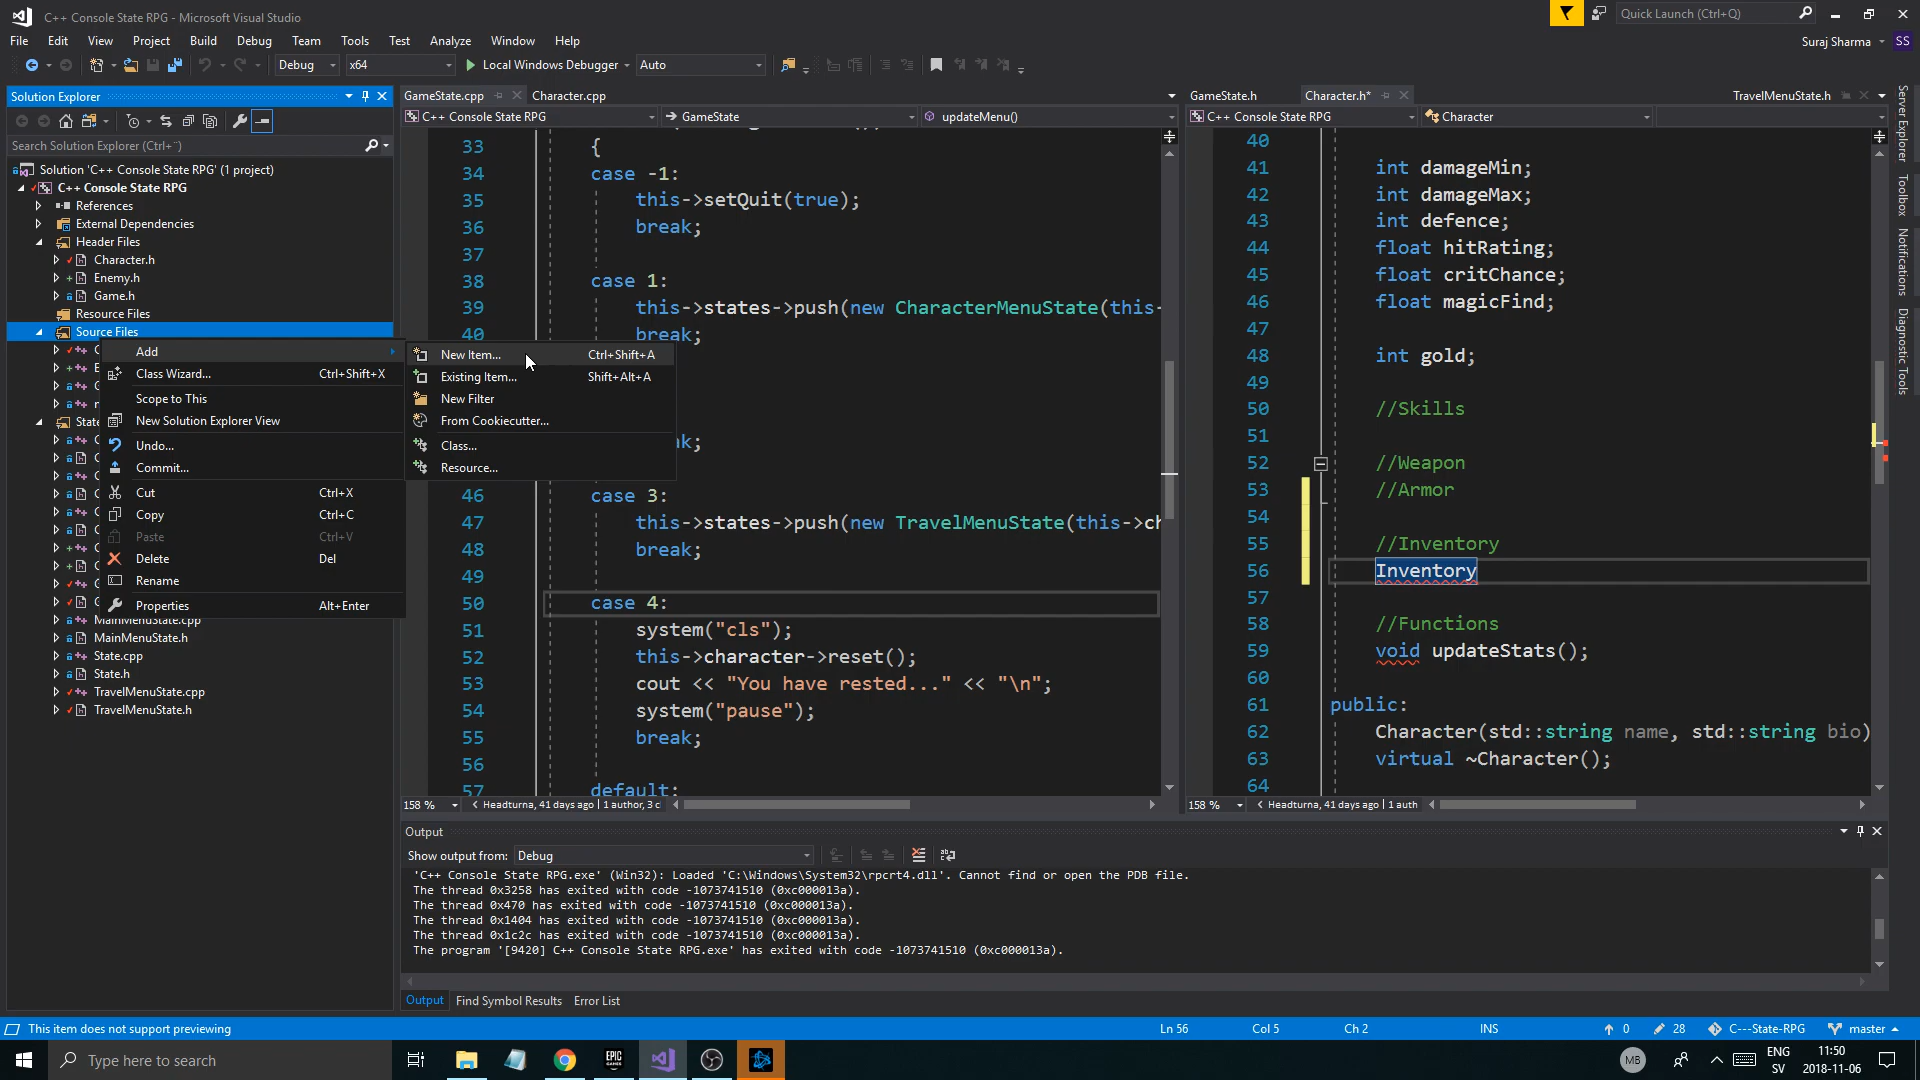 C++ Console State RPG - Microsoft Visual Studio
Quick Launch (Ctrl+Q)
File Edit View Project Build Debug Team Tools Test Analyze Window Help
Suraj Sharma SS
Debug x64 Local Windows Debugger Auto
Solution Explorer
Search Solution Explorer (Ctrl+¨)
Solution 'C++ Console State RPG' (1 project)
C++ Console State RPG
References
External Dependencies
Header Files
Character.h
Enemy.h
Game.h
Resource Files
Source Files
State
MainMenuState.cpp
MainMenuState.h
State.cpp
State.h
TravelMenuState.cpp
TravelMenuState.h
Add
Class Wizard... Ctrl+Shift+X
Scope to This
New Solution Explorer View
Undo...
Commit...
Cut Ctrl+X
Copy Ctrl+C
Paste Ctrl+V
Delete Del
Rename
Properties Alt+Enter
New Item... Ctrl+Shift+A
Existing Item... Shift+Alt+A
New Filter
From Cookiecutter...
Class...
Resource...
GameState.cpp Character.cpp
C++ Console State RPG GameState updateMenu()
33 {
34 case -1:
35 this->setQuit(true);
36 break;
37
38 case 1:
39 this->states->push(new CharacterMenuState(this-
40 break;
46 case 3:
47 this->states->push(new TravelMenuState(this->ch
48 break;
49
50 case 4:
51 system("cls");
52 this->character->reset();
53 cout << "You have rested..." << "\n";
54 system("pause");
55 break;
56
57 default:
158 % Headturna, 41 days ago | 1 author, 3 c
GameState.h Character.h* TravelMenuState.h
C++ Console State RPG Character
40
41 int damageMin;
42 int damageMax;
43 int defence;
44 float hitRating;
45 float critChance;
46 float magicFind;
47
48 int gold;
49
50 //Skills
51
52 //Weapon
53 //Armor
54
55 //Inventory
56 Inventory
57
58 //Functions
59 void updateStats();
60
61 public:
62 Character(std::string name, std::string bio)
63 virtual ~Character();
64
158 % Headturna, 41 days ago | 1 auth
Server Explorer
Toolbox
Notifications
Diagnostic Tools
Output
Show output from: Debug
'C++ Console State RPG.exe' (Win32): Loaded 'C:\Windows\System32\rpcrt4.dll'. Cannot find or open the PDB file.
The thread 0x3258 has exited with code -1073741510 (0xc000013a).
The thread 0x470 has exited with code -1073741510 (0xc000013a).
The thread 0x1404 has exited with code -1073741510 (0xc000013a).
The thread 0x1c2c has exited with code -1073741510 (0xc000013a).
The program '[9420] C++ Console State RPG.exe' has exited with code -1073741510 (0xc000013a).
Output Find Symbol Results Error List
This item does not support previewing Ln 56 Col 5 Ch 2 INS 0 28 C---State-RPG master
Type here to search
EPIC GAMES
MB
ENG
SV
11:50
2018-11-06